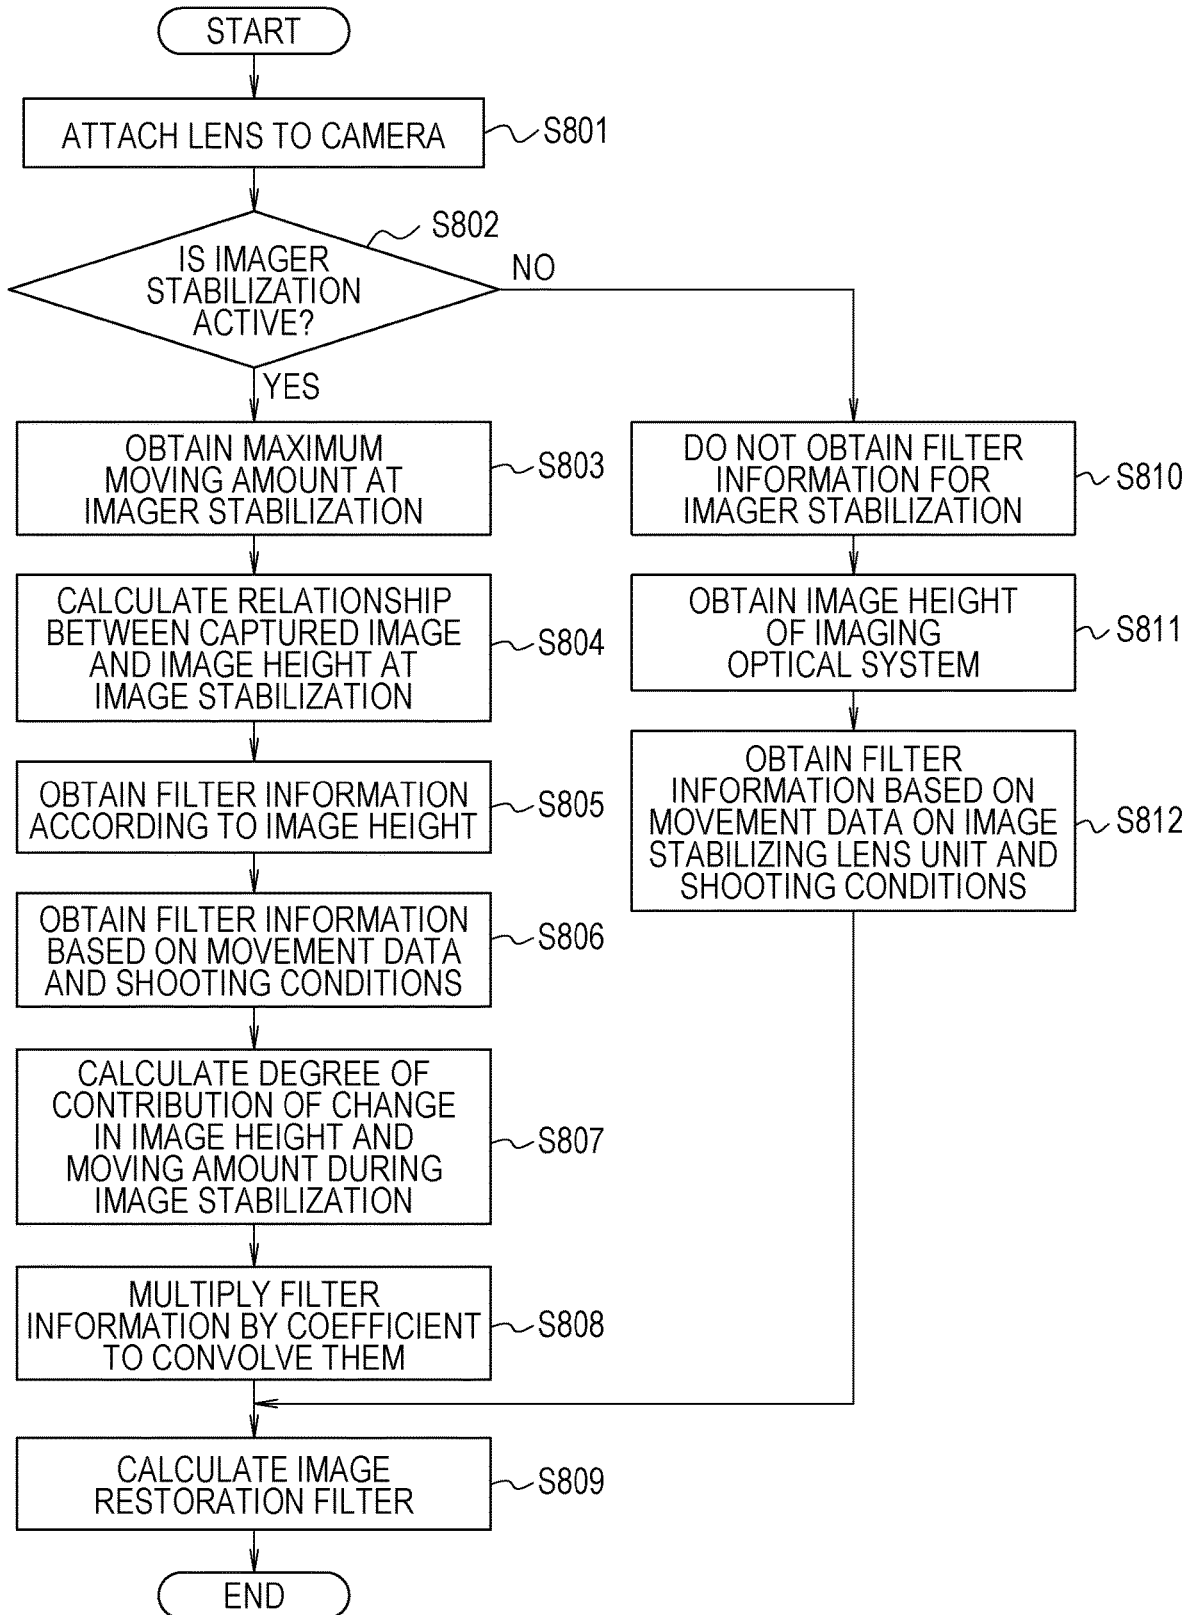 START
ATTACH LENS TO CAMERA
S801
S802
IS IMAGER
STABILIZATION
ACTIVE?
NO
YES
OBTAIN MAXIMUM
MOVING AMOUNT AT
IMAGER STABILIZATION
S803
CALCULATE RELATIONSHIP
BETWEEN CAPTURED IMAGE
AND IMAGE HEIGHT AT
IMAGE STABILIZATION
S804
OBTAIN FILTER INFORMATION
ACCORDING TO IMAGE HEIGHT
S805
OBTAIN FILTER INFORMATION
BASED ON MOVEMENT DATA
AND SHOOTING CONDITIONS
S806
CALCULATE DEGREE OF
CONTRIBUTION OF CHANGE
IN IMAGE HEIGHT AND
MOVING AMOUNT DURING
IMAGE STABILIZATION
S807
MULTIPLY FILTER
INFORMATION BY COEFFICIENT
TO CONVOLVE THEM
S808
DO NOT OBTAIN FILTER
INFORMATION FOR
IMAGER STABILIZATION
S810
OBTAIN IMAGE HEIGHT
OF IMAGING
OPTICAL SYSTEM
S811
OBTAIN FILTER
INFORMATION BASED ON
MOVEMENT DATA ON IMAGE
STABILIZING LENS UNIT AND
SHOOTING CONDITIONS
S812
CALCULATE IMAGE
RESTORATION FILTER
S809
END